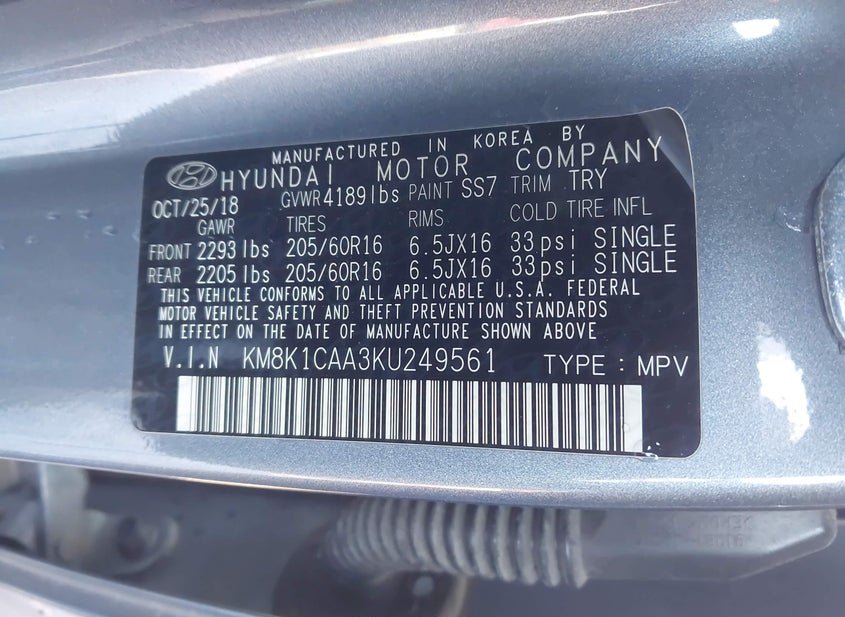 MANUFACTURED IN KOREA BY
HYUNDAI MOTOR COMPANY
OCT/25/18 GVWR 4189lbs PAINT SS7 TRIM TRY
GAWR TIRES RIMS COLD TIRE INFL
FRONT 2293 lbs 205/60R16 6.5JX16 33psi SINGLE
REAR 2205 lbs 205/60R16 6.5JX16 33psi SINGLE
THIS VEHICLE CONFORMS TO ALL APPLICABLE U.S.A. FEDERAL
MOTOR VEHICLE SAFETY AND THEFT PREVENTION STANDARDS
IN EFFECT ON THE DATE OF MANUFACTURE SHOWN ABOVE
V.I.N KM8K1CAA3KU249561 TYPE : MPV